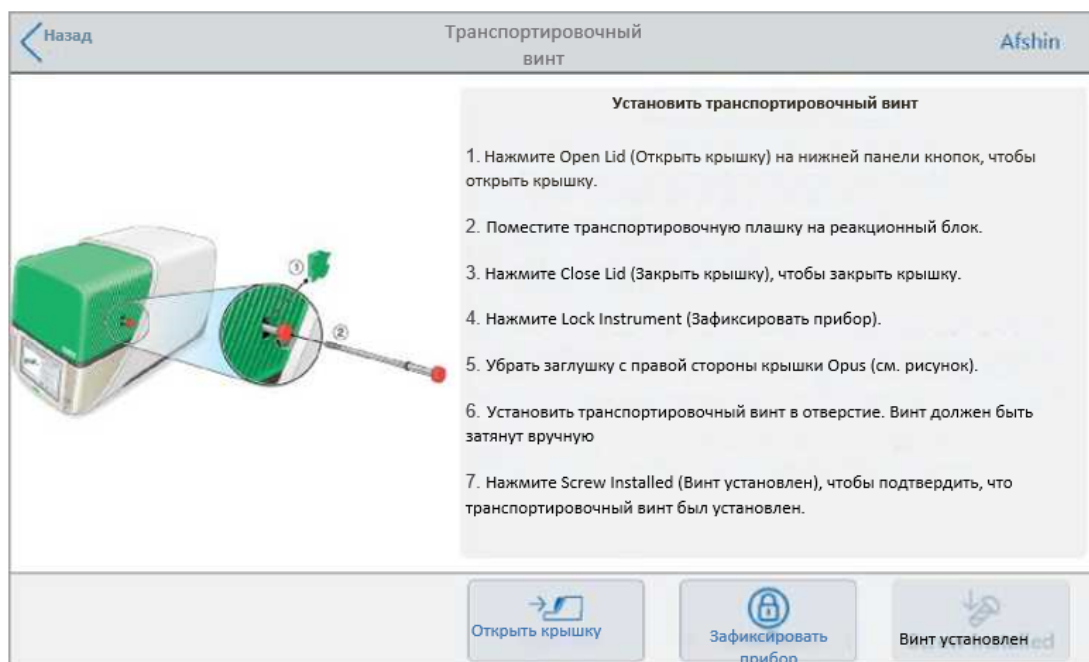 Назад
Транспортировочный
винт
Afshin
Установить транспортировочный винт
1. Нажмите Open Lid (Открыть крышку) на нижней панели кнопок, чтобы
открыть крышку.
2. Поместите транспортировочную плашку на реакционный блок.
3. Нажмите Close Lid (Закрыть крышку), чтобы закрыть крышку.
4. Нажмите Lock Instrument (Зафиксировать прибор).
5. Убрать заглушку с правой стороны крышки Opus (см. рисунок).
6. Установить транспортировочный винт в отверстие. Винт должен быть
затянут вручную
7. Нажмите Screw Installed (Винт установлен), чтобы подтвердить, что
транспортировочный винт был установлен.
1
2
Открыть крышку
Зафиксировать
прибор
Винт установлен